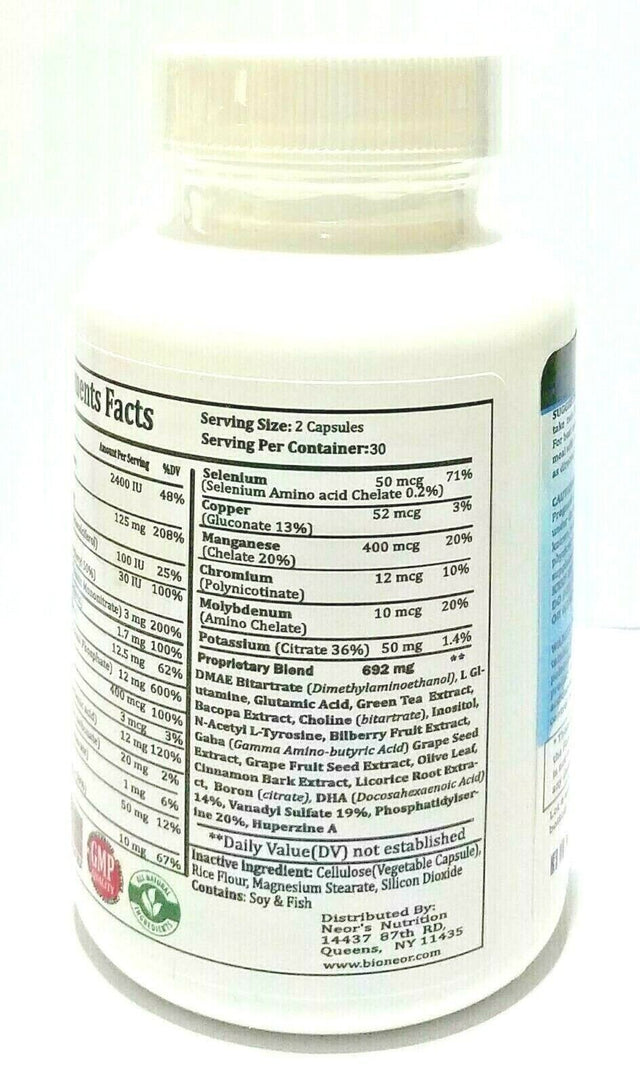 ents Facts
Amount Per Serving %DV
2400 IU 48%
125 mg 208%
100 IU 25%
30 IU 100%
Mononitrate) 3 mg 200%
1.7 mg 100%
12.5 mg 62%
12 mg 600%
400 mcg 100%
3 mcg 3%
12 mg 120%
20 mg 2%
1 mg 6%
50 mg 12%
10 mg 67%
GMP
QUALITY
ALL NATURAL
INGREDIENTS
Serving Size: 2 Capsules
Serving Per Container:30
Selenium 50 mcg 71%
(Selenium Amino acid Chelate 0.2%)
Copper 52 mcg 3%
(Gluconate 13%)
Manganese 400 mcg 20%
(Chelate 20%)
Chromium 12 mcg 10%
(Polynicotinate)
Molybdenum 10 mcg 20%
(Amino Chelate)
Potassium (Citrate 36%) 50 mg 1.4%
Proprietary Blend 692 mg **
DMAE Bitartrate (Dimethylaminoethanol), L Gl-
utamine, Glutamic Acid, Green Tea Extract,
Bacopa Extract, Choline (bitartrate), Inositol,
N-Acetyl L-Tyrosine, Bilberry Fruit Extract,
Gaba (Gamma Amino-butyric Acid) Grape Seed
Extract, Grape Fruit Seed Extract, Olive Leaf,
Cinnamon Bark Extract, Licorice Root Extra-
ct, Boron (citrate), DHA (Docosahexaenoic Acid)
14%, Vanadyl Sulfate 19%, Phosphatidylser-
ine 20%, Huperzine A
**Daily Value(DV) not established
Inactive Ingredient: Cellulose(Vegetable Capsule),
Rice Flour, Magnesium Stearate, Silicon Dioxide
Contains: Soy & Fish
Distributed By:
Neor's Nutrition
14437 87th RD,
Queens, NY 11435
www.bioneor.com